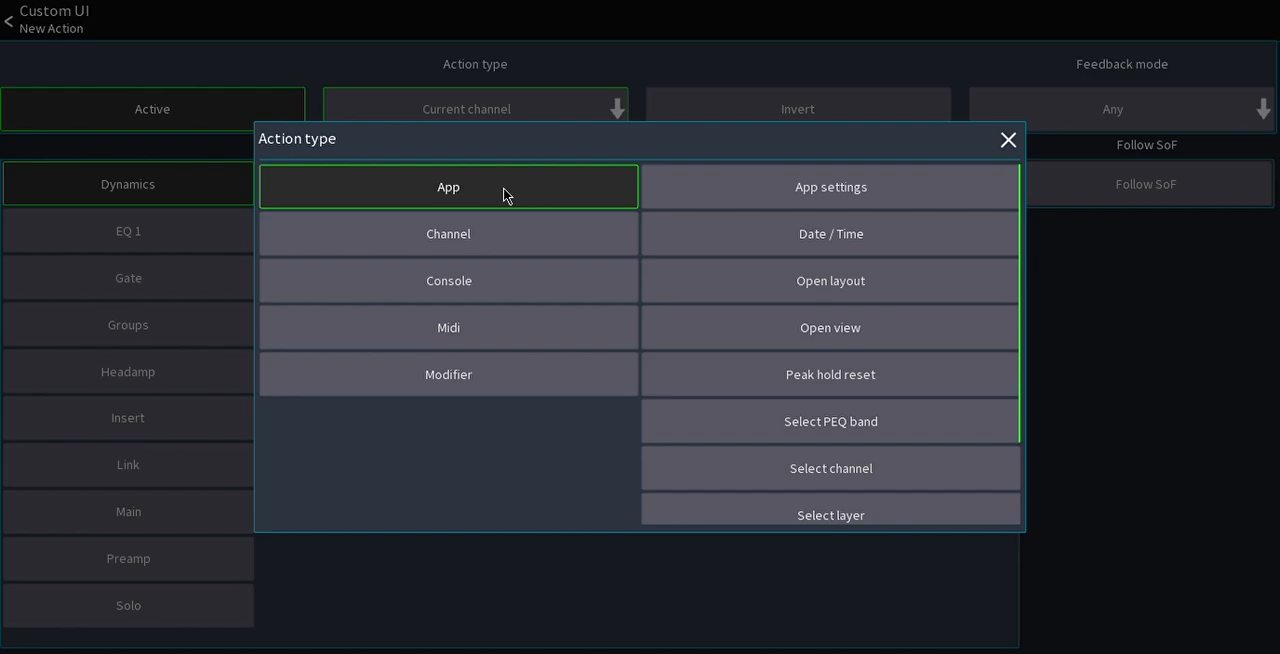 Custom UI
New Action
Action type
Feedback mode
Active
Current channel
Invert
Any
Action type
Follow SoF
Dynamics
App
App settings
Follow SoF
EQ 1
Channel
Date / Time
Gate
Console
Open layout
Groups
Midi
Open view
Headamp
Modifier
Peak hold reset
Insert
Select PEQ band
Link
Select channel
Main
Select layer
Preamp
Solo